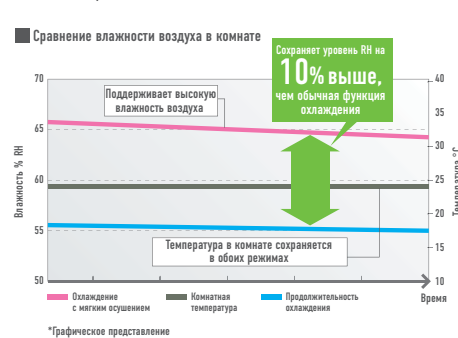 Сравнение влажности воздуха в комнате
Сохраняет уровень RH на
10% выше,
чем обычная функция
охлаждения
Поддерживает высокую
влажность воздуха
Температура в комнате сохраняется
в обоих режимах
Влажность % RH
70
65
60
55
50
Температура °C
40
35
30
25
20
15
10
Время
Охлаждение
с мягким осушением
Комнатная
температура
Продолжительность
охлаждения
*Графическое представление